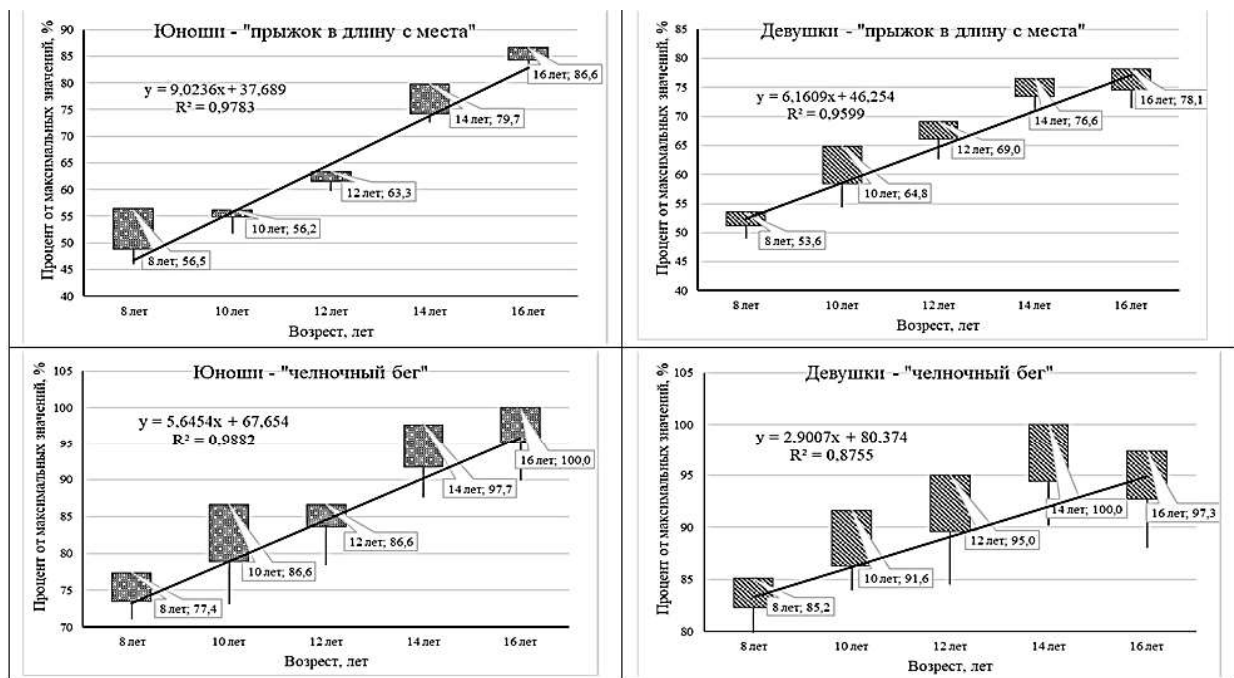 Юноши - "прыжок в длину с места"
Процент от максимальных значений, %
90
85
80
75
70
65
60
55
50
45
40
y = 9,0236x + 37,689
R² = 0,9783
8 лет; 56,5
10 лет; 56,2
12 лет; 63,3
14 лет; 79,7
16 лет; 86,6
8 лет
10 лет
12 лет
14 лет
16 лет
Возрест, лет
Девушки - "прыжок в длину с места"
Процент от максимальных значений, %
85
80
75
70
65
60
55
50
45
40
y = 6,1609x + 46,254
R² = 0,9599
8 лет; 53,6
10 лет; 64,8
12 лет; 69,0
14 лет; 76,6
16 лет; 78,1
8 лет
10 лет
12 лет
14 лет
16 лет
Возрест, лет
Юноши - "челночный бег"
Процент от максимальных значений, %
105
100
95
90
85
80
75
70
y = 5,6454x + 67,654
R² = 0,9882
8 лет; 77,4
10 лет; 86,6
12 лет; 86,6
14 лет; 97,7
16 лет; 100,0
8 лет
10 лет
12 лет
14 лет
16 лет
Возрест, лет
Девушки - "челночный бег"
Процент от максимальных значений, %
105
100
95
90
85
80
y = 2,9007x + 80,374
R² = 0,8755
8 лет; 85,2
10 лет; 91,6
12 лет; 95,0
14 лет; 100,0
16 лет; 97,3
8 лет
10 лет
12 лет
14 лет
16 лет
Возрест, лет